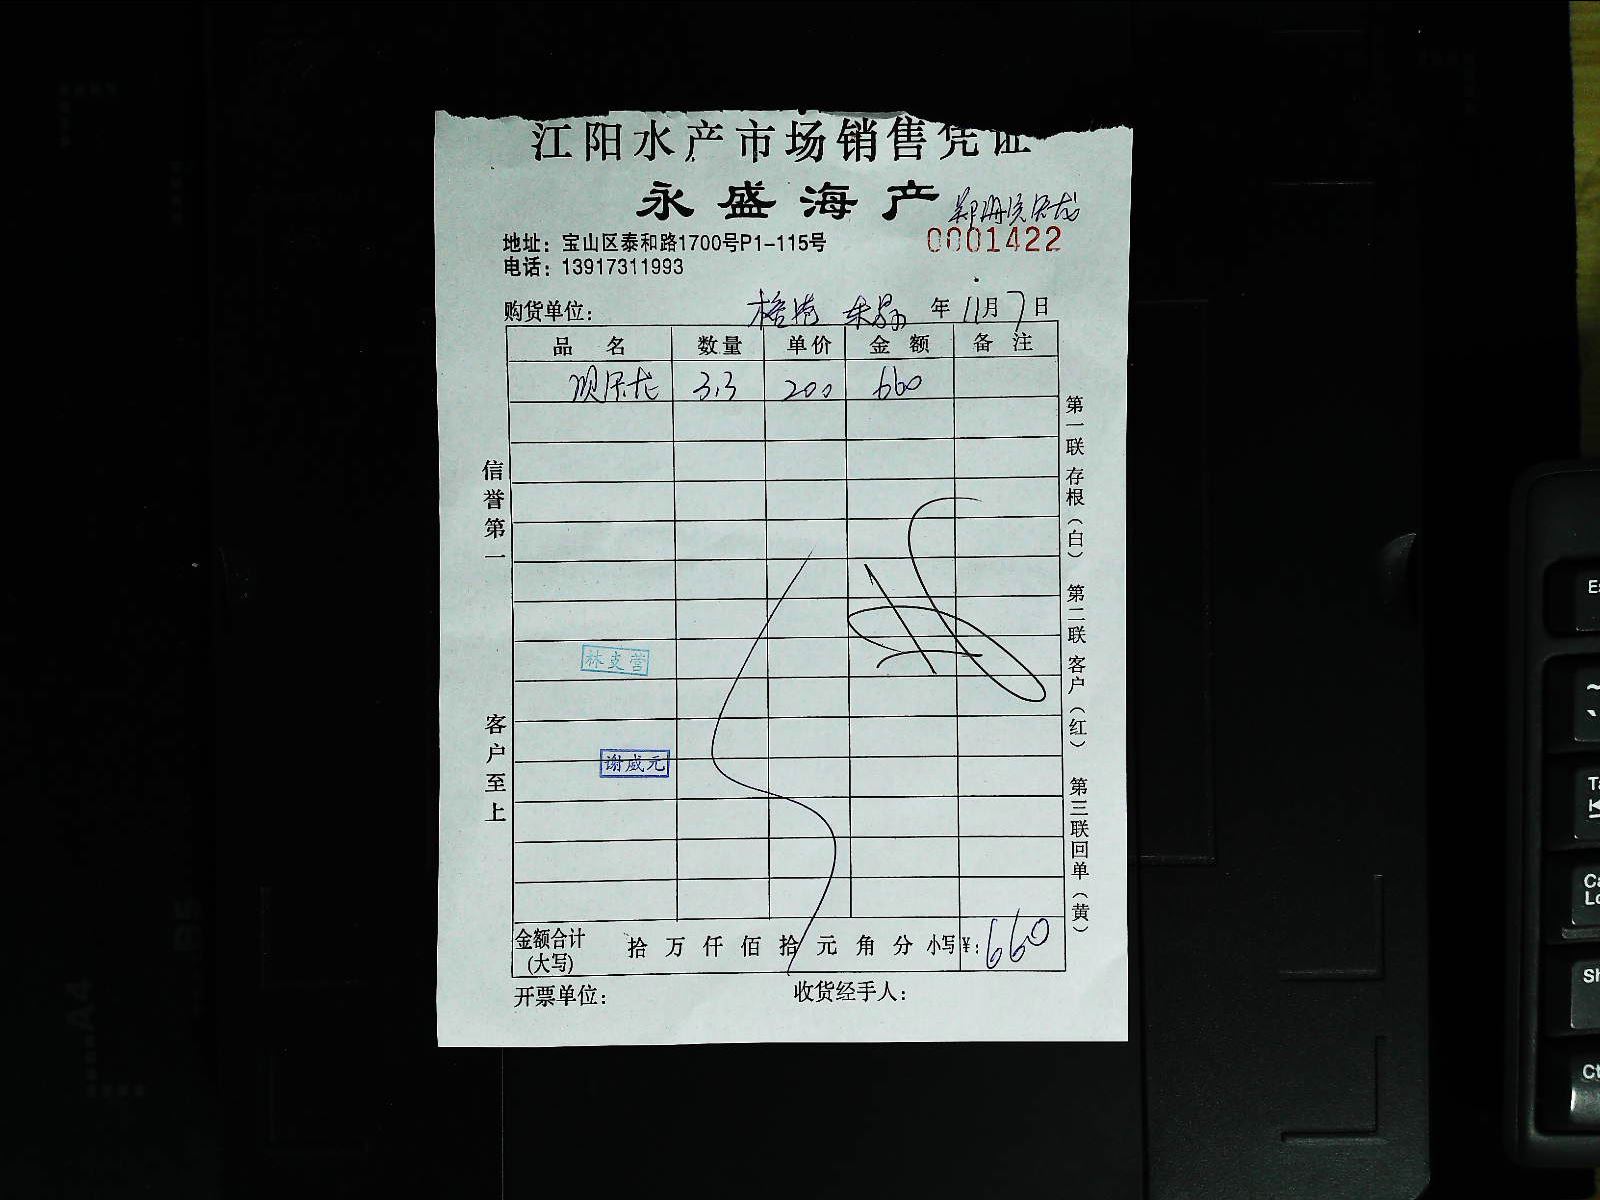 江阳水产市场销售凭证
永盛海产
0001422
地址：宝山区泰和路1700号P1-115号
电话：13917311993
购货单位： 年 11月 7日
品名 数量 单价 金额 备注
3.3 200 660
信誉第一
客户至上
林支营
谢威元
第一联 存根（白） 第二联 客户（红） 第三联 回单（黄）
金额合计(大写) 拾 万 仟 佰 拾 元 角 分 小写¥：660
开票单位： 收货经手人：
Es
~
`
Ta
Ca
Lo
Sh
Ct